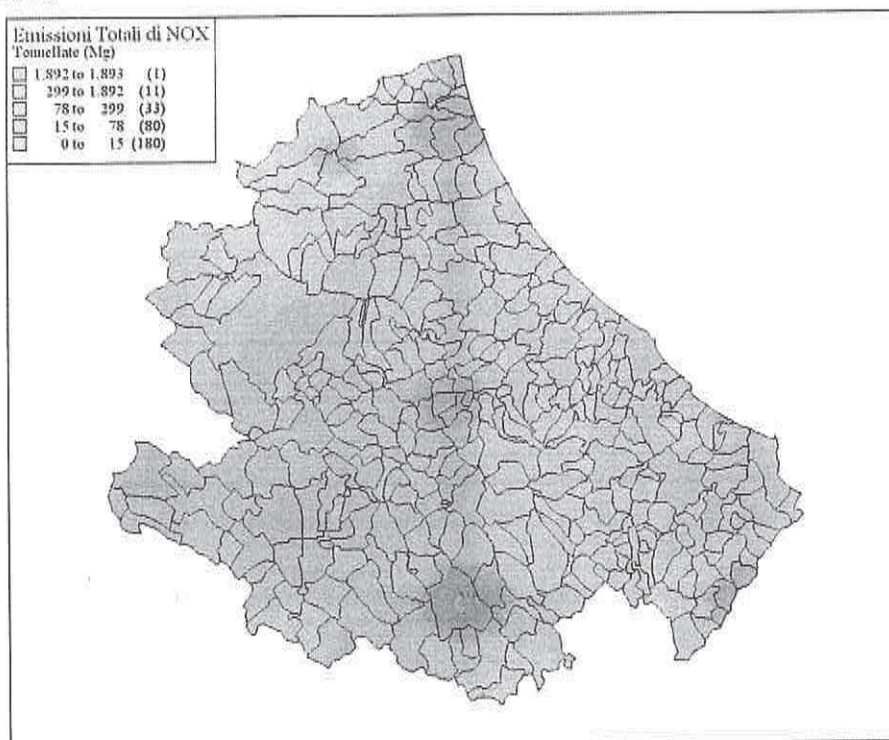 Emissioni Totali di NOX
Tonnellate (Mg)
1.892 to 1.893 (1)
299 to 1.892 (11)
78 to 299 (33)
15 to 78 (80)
0 to 15 (180)